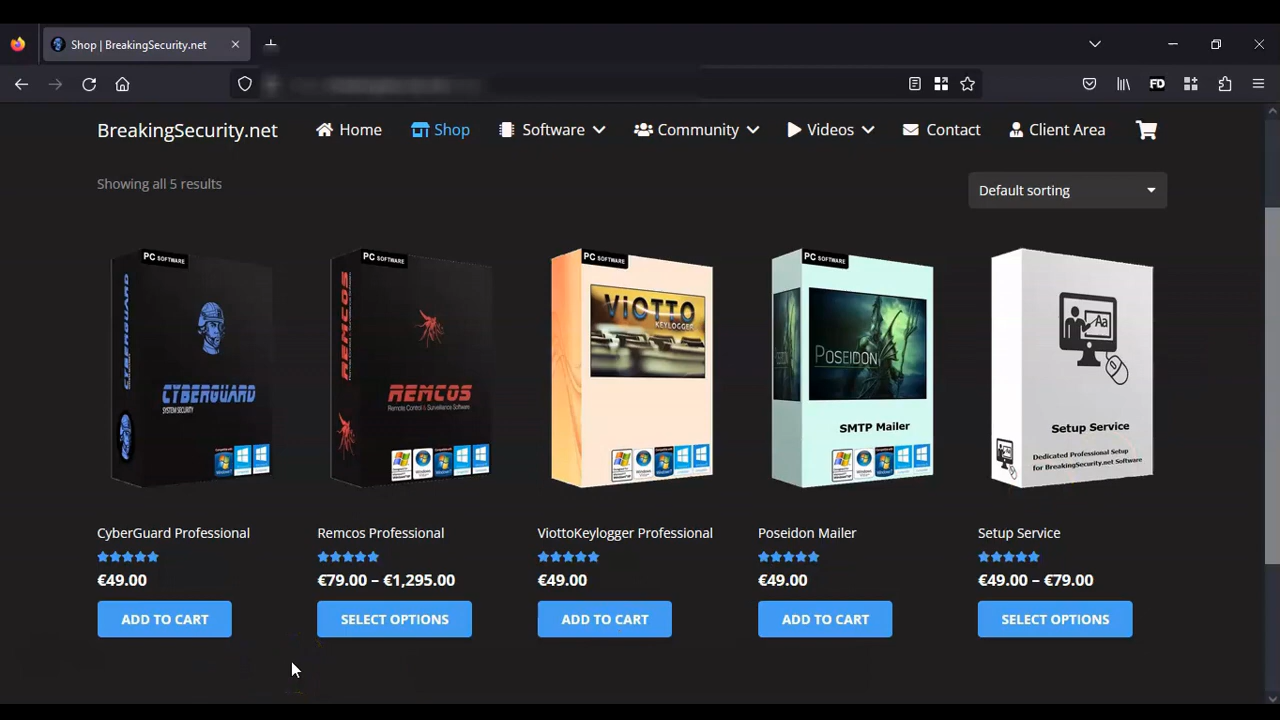 Shop | BreakingSecurity.net
FD
BreakingSecurity.net Home Shop Software Community Videos Contact Client Area
Showing all 5 results
Default sorting
PC SOFTWARE
CYBERGUARD
CYBERGUARD
SYSTEM SECURITY
PC SOFTWARE
REMCOS
REMCOS
Remote Control & Surveillance Software
PC SOFTWARE
VIOTTO
KEYLOGGER
PC SOFTWARE
POSEIDON
SMTP Mailer
Aa
Setup Service
Dedicated Professional Setup
for BreakingSecurity.net Software
CyberGuard Professional
€49.00
ADD TO CART
Remcos Professional
€79.00 – €1,295.00
SELECT OPTIONS
ViottoKeylogger Professional
€49.00
ADD TO CART
Poseidon Mailer
€49.00
ADD TO CART
Setup Service
€49.00 – €79.00
SELECT OPTIONS